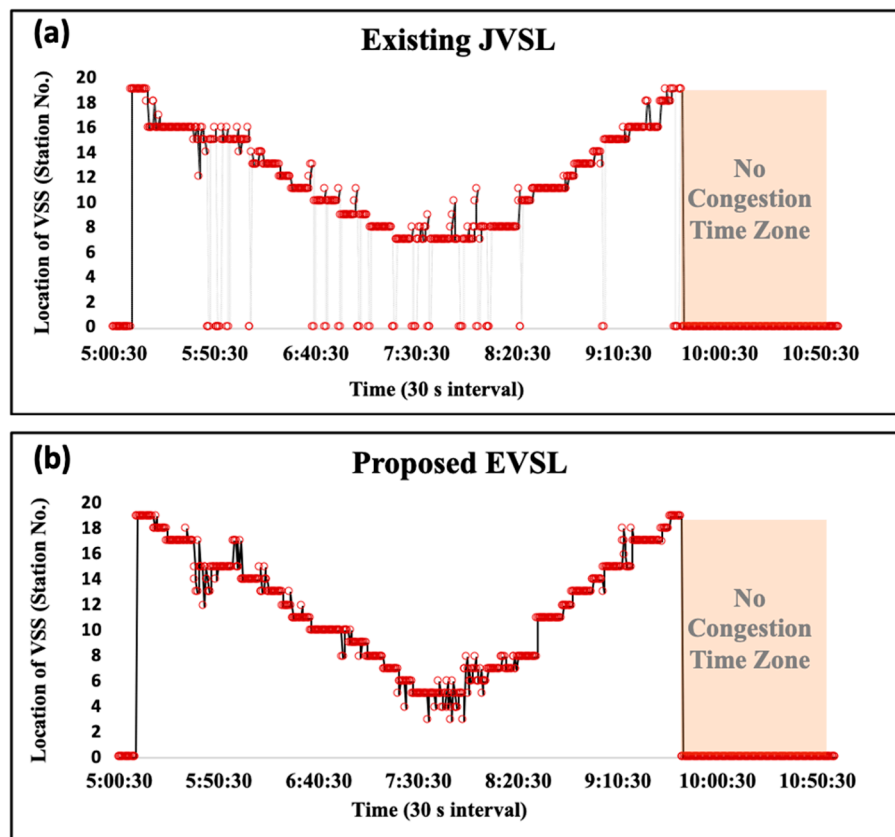 (a)
Existing JVSL
Location of VSS (Station No.)
20
18
16
14
12
10
8
6
4
2
0
No
Congestion
Time Zone
5:00:30 5:50:30 6:40:30 7:30:30 8:20:30 9:10:30 10:00:30 10:50:30
Time (30 s interval)
(b)
Proposed EVSL
Location of VSS (Station No.)
20
18
16
14
12
10
8
6
4
2
0
No
Congestion
Time Zone
5:00:30 5:50:30 6:40:30 7:30:30 8:20:30 9:10:30 10:00:30 10:50:30
Time (30 s interval)